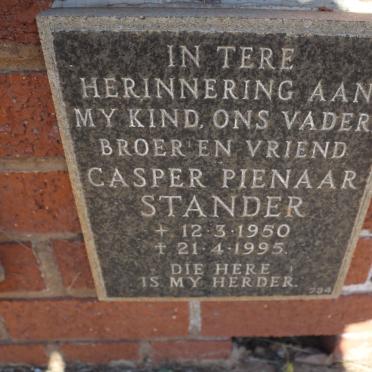 IN TERE
HERINNERING AAN
MY KIND, ONS VADER
BROER EN VRIEND
CASPER PIENAAR
STANDER
+ 12·3·1950
† 21·4·1995.
DIE HERE
IS MY HERDER.
734